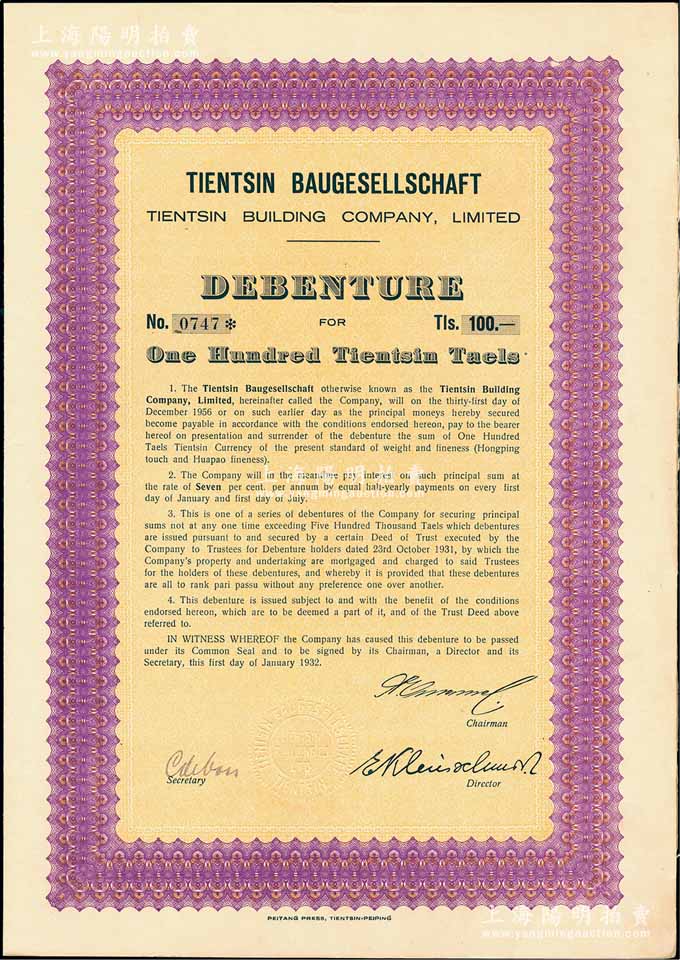 上海陽明拍賣
www.yangmingauction.com
TIENTSIN BAUGESELLSCHAFT
TIENTSIN BUILDING COMPANY, LIMITED
DEBENTURE
No. 0747* FOR Tls. 100.—
One Hundred Tientsin Taels
1. The Tientsin Baugesellschaft otherwise known as the Tientsin Building
Company, Limited, hereinafter called the Company, will on the thirty-first day of
December 1956 or on such earlier day as the principal moneys hereby secured
become payable in accordance with the conditions endorsed hereon, pay to the bearer
hereof on presentation and surrender of the debenture the sum of One Hundred
Taels Tientsin Currency of the present standard of weight and fineness (Hongping
touch and Huapao fineness).
2. The Company will in the meantime pay interest on such principal sum at
the rate of Seven per cent. per annum by equal half-yearly payments on every first
day of January and first day of July.
上海陽明拍賣
www.yangmingauction.com
3. This is one of a series of debentures of the Company for securing principal
sums not at any one time exceeding Five Hundred Thousand Taels which debentures
are issued pursuant to and secured by a certain Deed of Trust executed by the
Company to Trustees for Debenture holders dated 23rd October 1931, by which the
Company's property and undertaking are mortgaged and charged to said Trustees
for the holders of these debentures, and whereby it is provided that these debentures
are all to rank pari passu without any preference one over another.
4. This debenture is issued subject to and with the benefit of the conditions
endorsed hereon, which are to be deemed a part of it, and of the Trust Deed above
referred to.
IN WITNESS WHEREOF the Company has caused this debenture to be passed
under its Common Seal and to be signed by its Chairman, a Director and its
Secretary, this first day of January 1932.
Chairman
Secretary
E Kleinschmidt
Director
PEITANG PRESS, TIENTSIN-PEIPING
上海陽明拍賣
www.yangmingauction.com